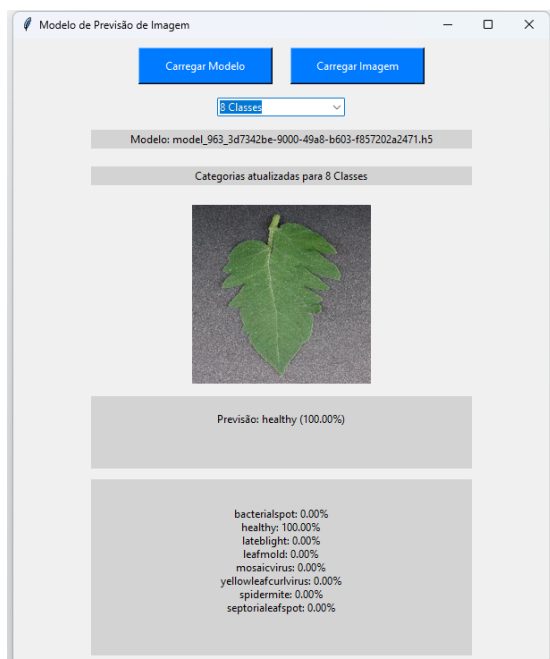 Modelo de Previsão de Imagem
Carregar Modelo
Carregar Imagem
8 Classes
Modelo: model_963_3d7342be-9000-49a8-b603-f857202a2471.h5
Categorias atualizadas para 8 Classes
Previsão: healthy (100.00%)
bacterialspot: 0.00%
healthy: 100.00%
lateblight: 0.00%
leafmold: 0.00%
mosaicvirus: 0.00%
yellowleafcurlvirus: 0.00%
spidermite: 0.00%
septorialeafspot: 0.00%